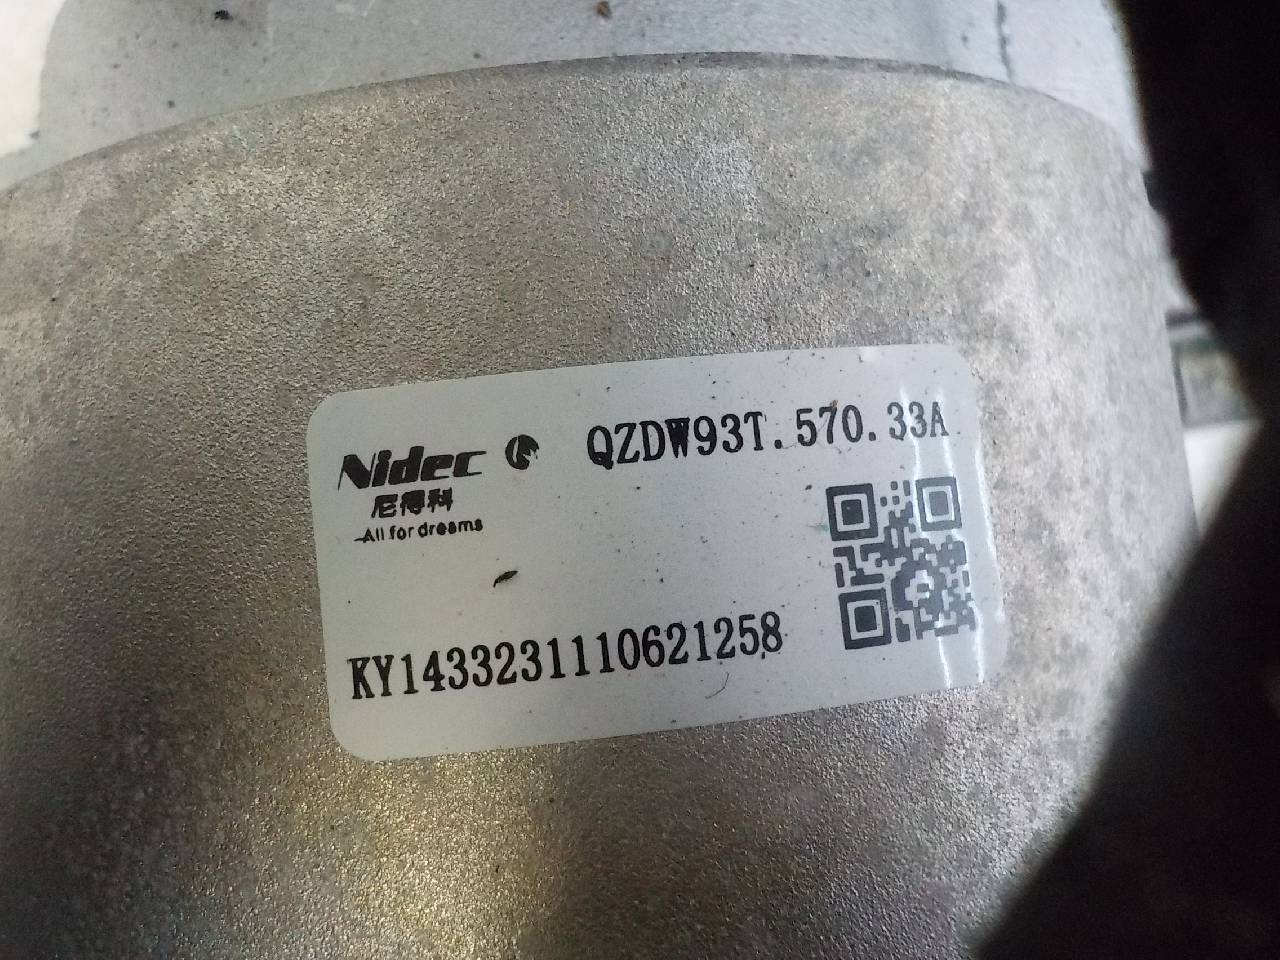 Nidec QZDW93T.570.33A
尼得科
-All for dreams
KY1433231110621258